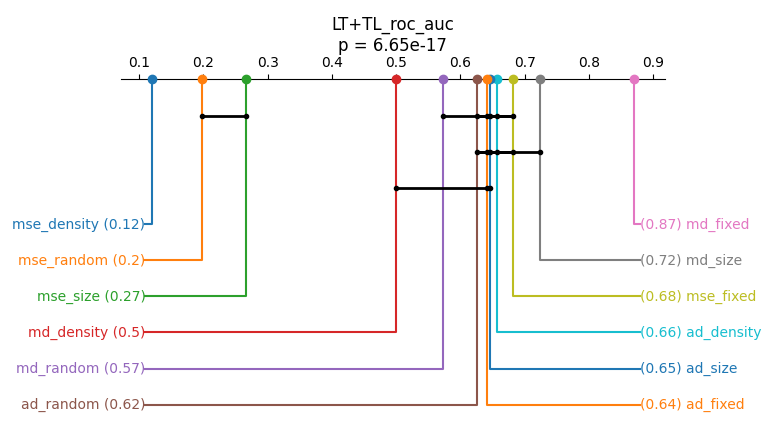 LT+TL_roc_auc
p = 6.65e-17
0.1 0.2 0.3 0.4 0.5 0.6 0.7 0.8 0.9
mse_density (0.12) (0.87) md_fixed
mse_random (0.2) (0.72) md_size
mse_size (0.27) (0.68) mse_fixed
md_density (0.5) (0.66) ad_density
md_random (0.57) (0.65) ad_size
ad_random (0.62) (0.64) ad_fixed